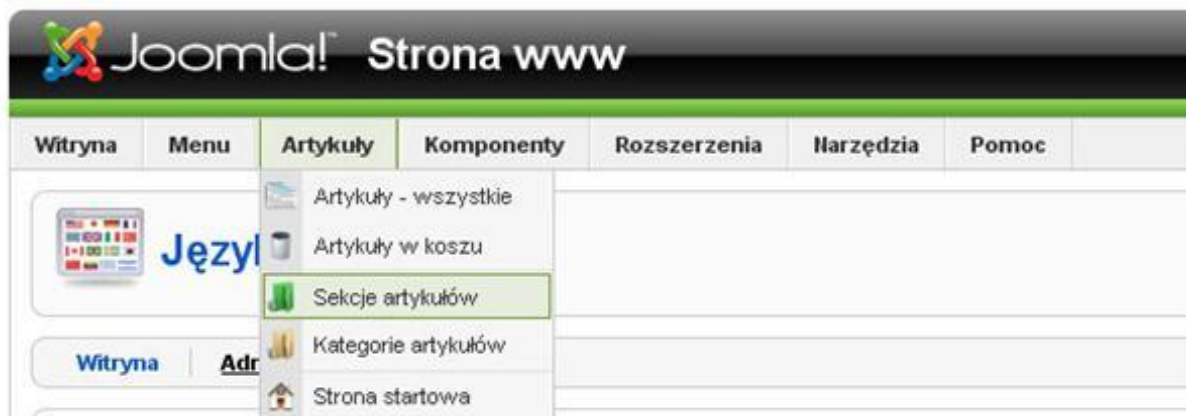 Joomla!™ Strona www
Witryna Menu Artykuły Komponenty Rozszerzenia Narzędzia Pomoc
Artykuły - wszystkie
Artykuły w koszu
Sekcje artykułów
Kategorie artykułów
Witryna
Strona startowa